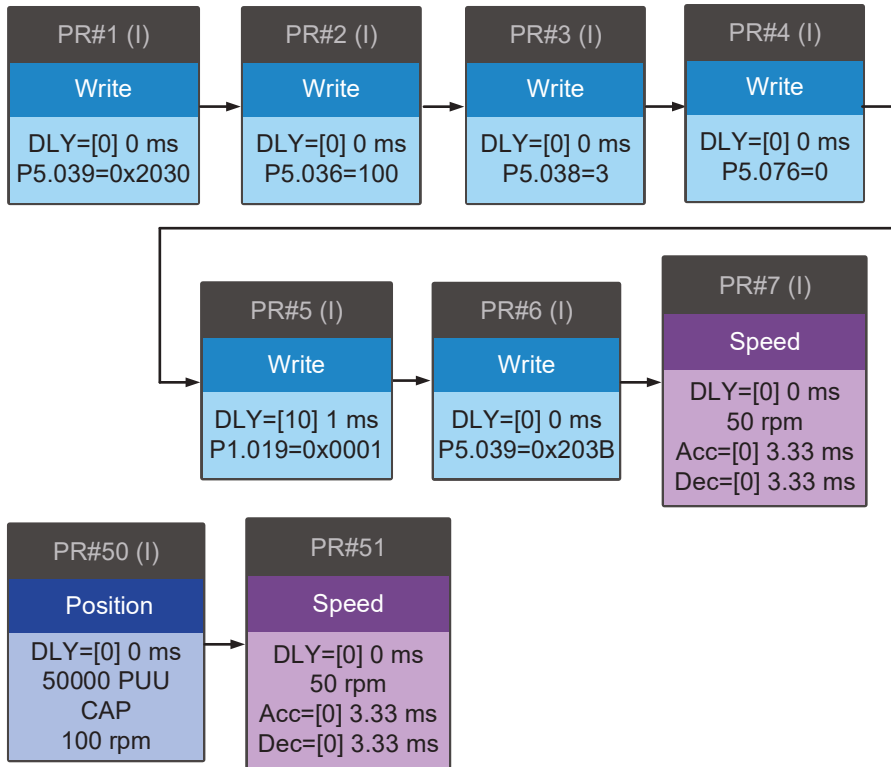 PR#1 (I)
Write
DLY=[0] 0 ms
P5.039=0x2030
PR#2 (I)
Write
DLY=[0] 0 ms
P5.036=100
PR#3 (I)
Write
DLY=[0] 0 ms
P5.038=3
PR#4 (I)
Write
DLY=[0] 0 ms
P5.076=0
PR#5 (I)
Write
DLY=[10] 1 ms
P1.019=0x0001
PR#6 (I)
Write
DLY=[0] 0 ms
P5.039=0x203B
PR#7 (I)
Speed
DLY=[0] 0 ms
50 rpm
Acc=[0] 3.33 ms
Dec=[0] 3.33 ms
PR#50 (I)
Position
DLY=[0] 0 ms
50000 PUU
CAP
100 rpm
PR#51
Speed
DLY=[0] 0 ms
50 rpm
Acc=[0] 3.33 ms
Dec=[0] 3.33 ms